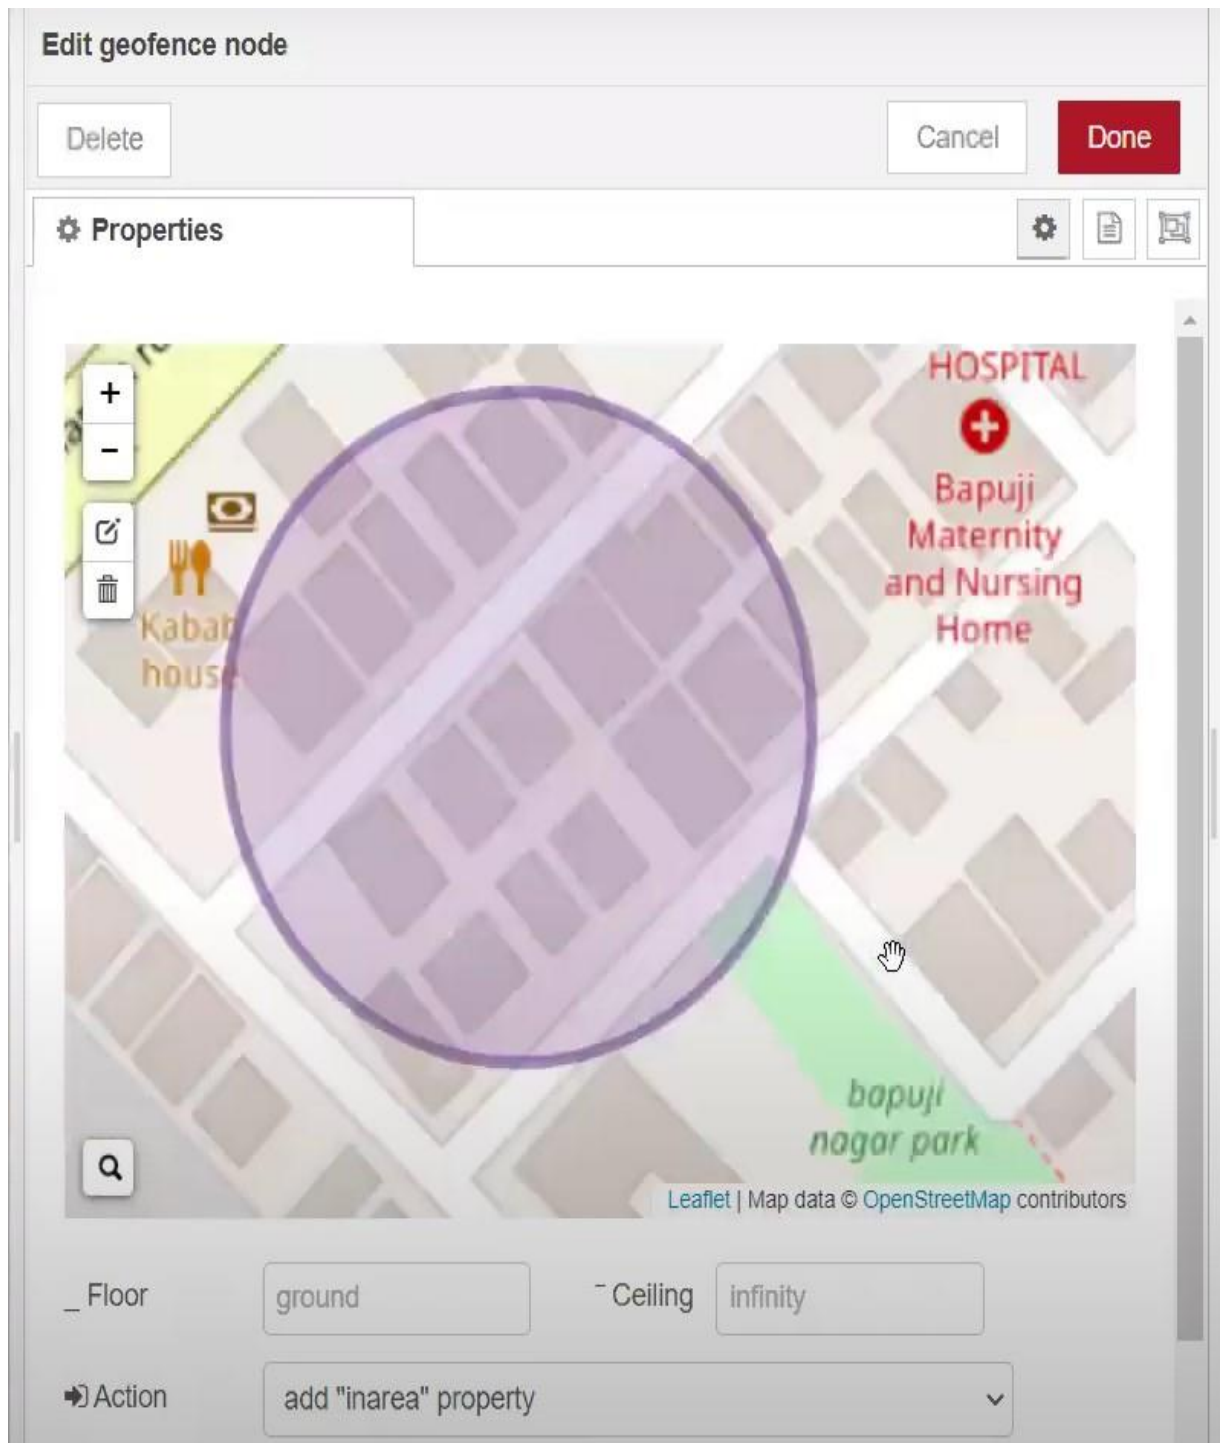 Edit geofence node
Delete
Cancel
Done
Properties
+
-
HOSPITAL
Bapuji
Maternity
and Nursing
Home
Kabab
house
bapuji
nagar park
Leaflet | Map data © OpenStreetMap contributors
_ Floor
ground
‾ Ceiling
infinity
Action
add "inarea" property